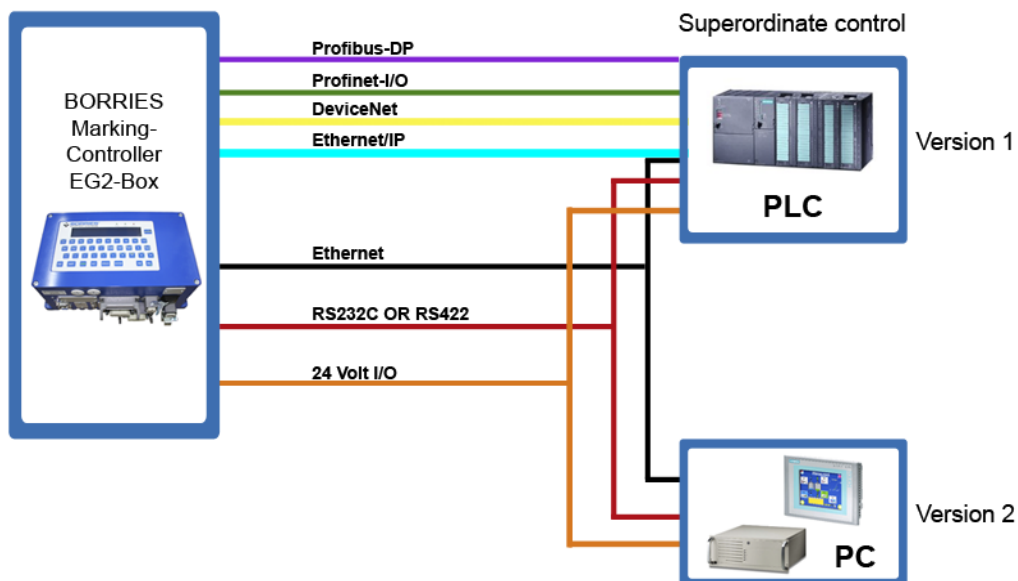 Superordinate control
BORRIES
Marking-
Controller
EG2-Box
Profibus-DP
Profinet-I/O
DeviceNet
Ethernet/IP
Ethernet
RS232C OR RS422
24 Volt I/O
PLC
Version 1
PC
Version 2